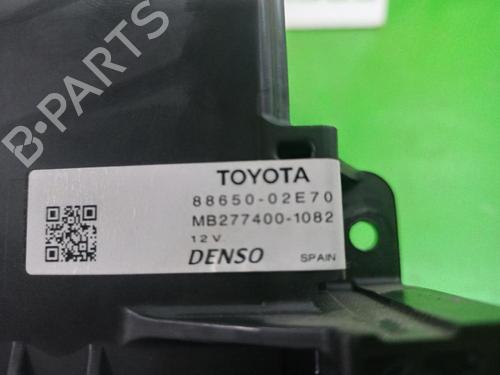 B-PARTS
TOYOTA
88650-02E70
MB277400-1082
12V
DENSO
SPAIN